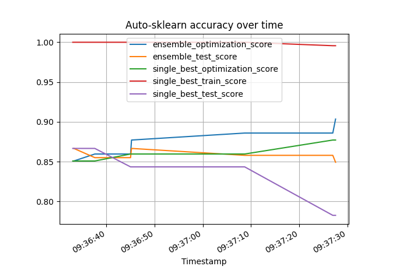 Auto-sklearn accuracy over time
1.00
0.95
0.90
0.85
0.80
ensemble_optimization_score
ensemble_test_score
single_best_optimization_score
single_best_train_score
single_best_test_score
09:36:40
09:36:50
09:37:00
09:37:10
09:37:20
09:37:30
Timestamp